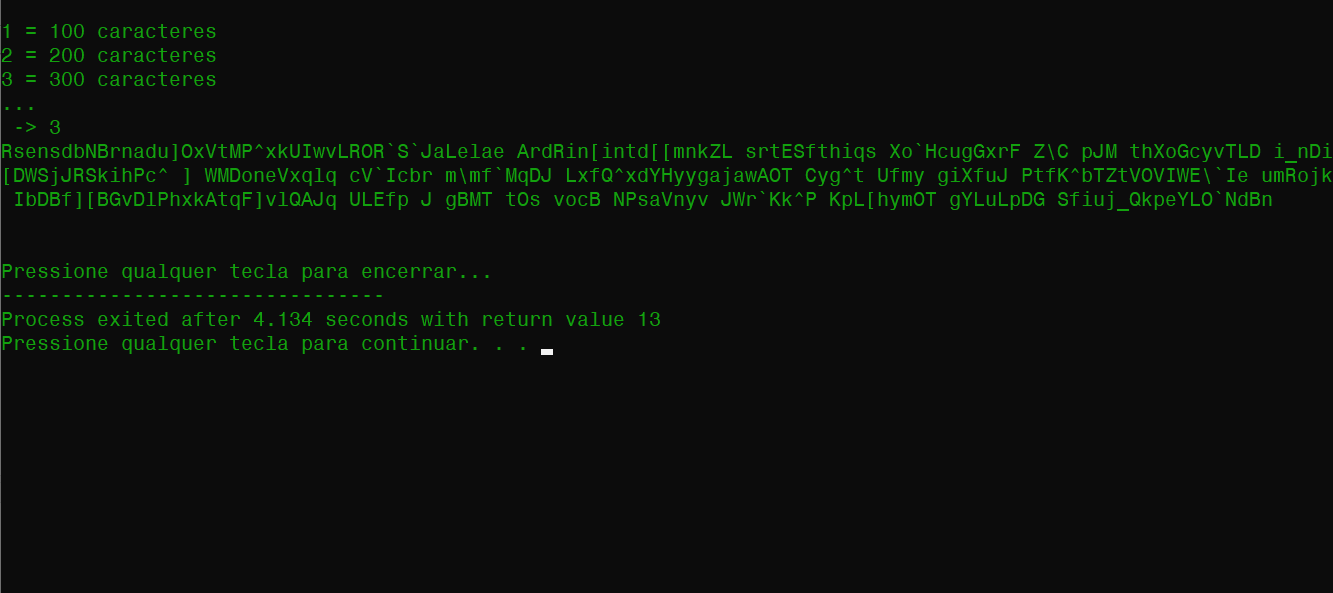 1 = 100 caracteres
2 = 200 caracteres
3 = 300 caracteres
...
-> 3
RsensdbNBrnadu]OxVtMP^xkUIwvLROR`S`JaLelae ArdRin[intd[[mnkZL srtESfthiqs Xo`HcugGxrF Z\C pJM thXoGcyvTLD i_nDi
[DWSjJRSkihPc^ ] WMDoneVxqlq cV`Icbr m\mf`MqDJ LxfQ^xdYHyygajawAOT Cyg^t Ufmy giXfuJ PtfK^bTZtVOVIWE\`Ie umRojk
IbDBf][BGvDlPhxkAtqF]vlQAJq ULEfp J gBMT tOs vocB NPsaVnyv JWr`Kk^P KpL[hymOT gYLuLpDG Sfiuj_QkpeYLO`NdBn
Pressione qualquer tecla para encerrar...
--------------------------------
Process exited after 4.134 seconds with return value 13
Pressione qualquer tecla para continuar. . .